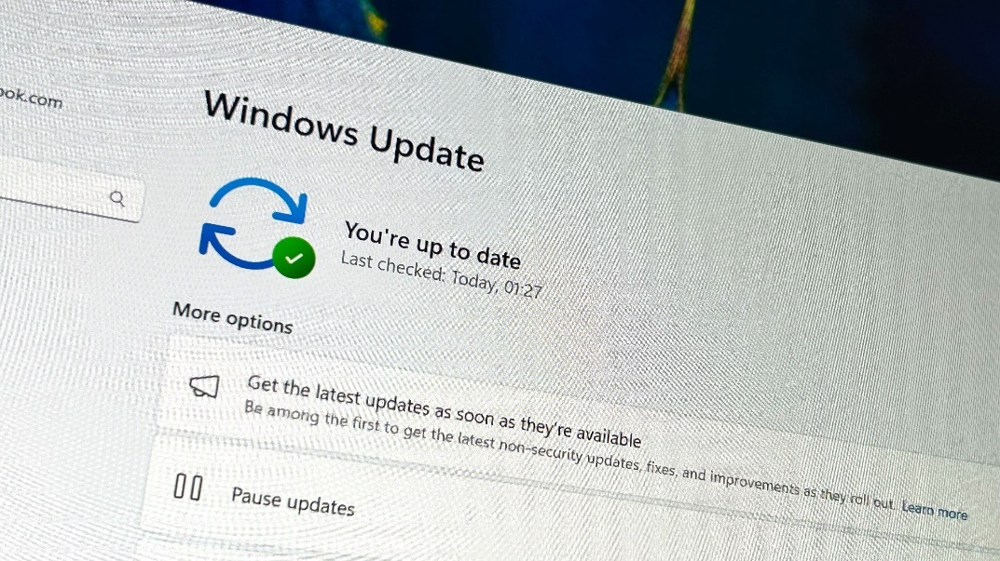 ook.com
Windows Update
You're up to date
Last checked: Today, 01:27
More options
Get the latest updates as soon as they're available
Be among the first to get the latest non-security updates, fixes, and improvements as they roll out. Learn more
Pause updates